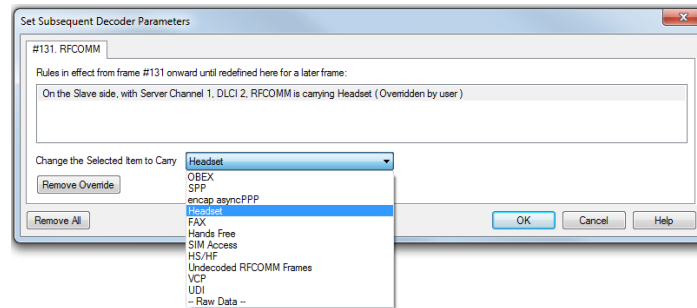 Set Subsequent Decoder Parameters
#131. RFCOMM
Rules in effect from frame #131 onward until redefined here for a later frame:
On the Slave side, with Server Channel 1, DLCI 2, RFCOMM is carrying Headset ( Overridden by user )
Change the Selected Item to Carry Headset
OBEX
Remove Override
SPP
encap asyncPPP
Headset
Remove All
FAX
OK Cancel Help
Hands Free
SIM Access
HS/HF
Undecoded RFCOMM Frames
VCP
UDI
-- Raw Data --